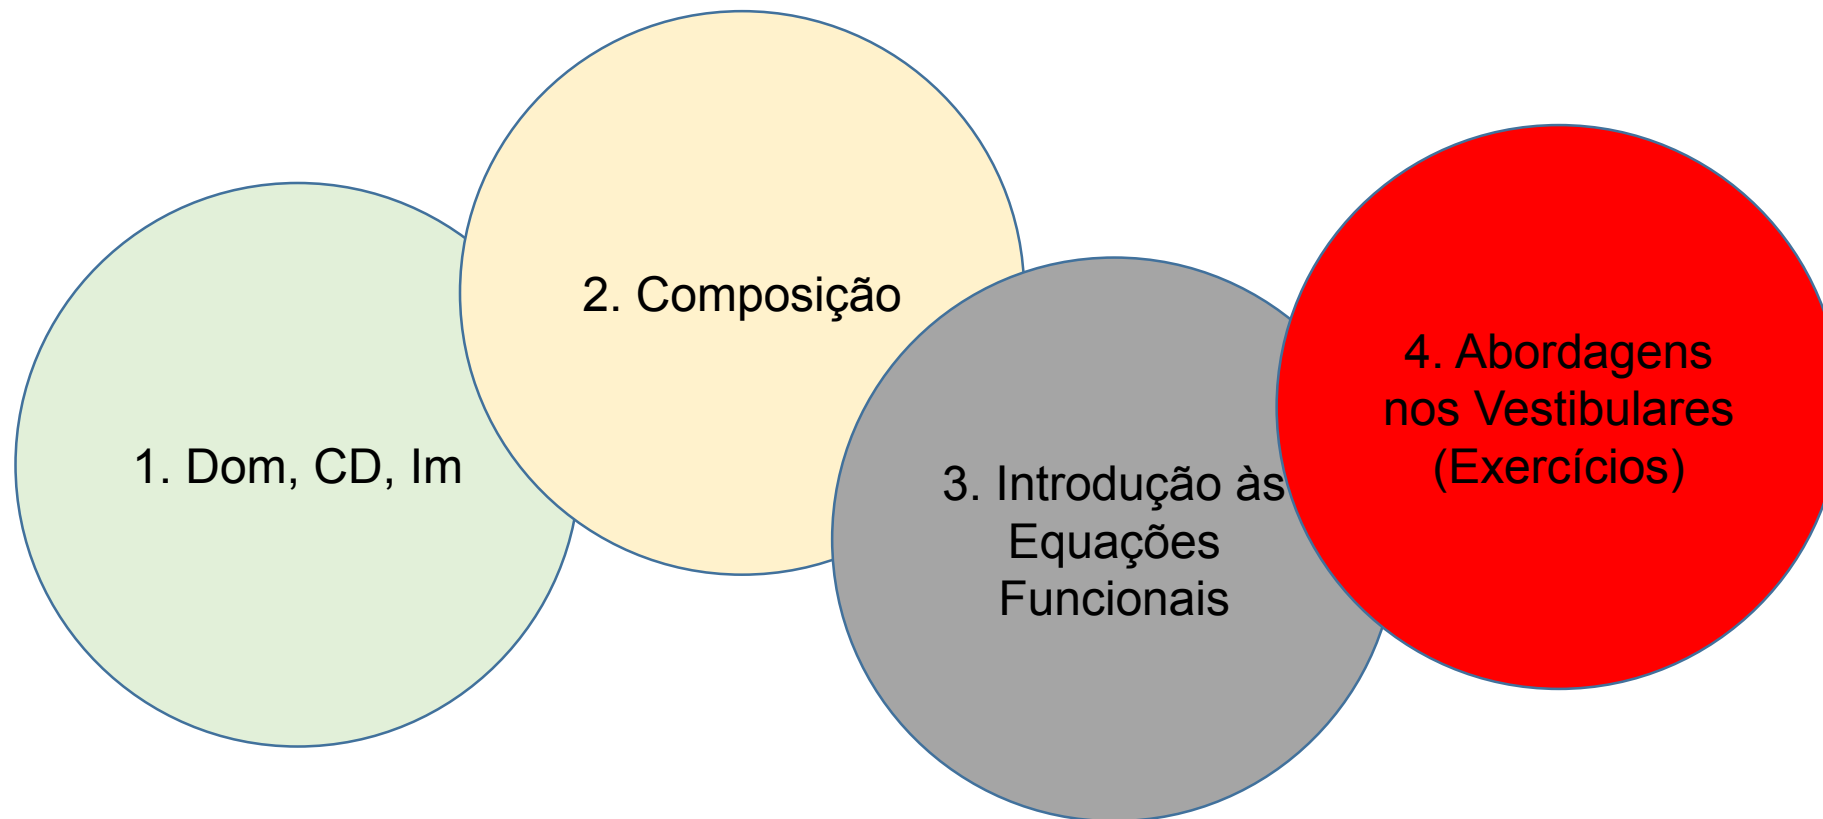 1. Dom, CD, Im
2. Composição
3. Introdução às
Equações
Funcionais
4. Abordagens
nos Vestibulares
(Exercícios)